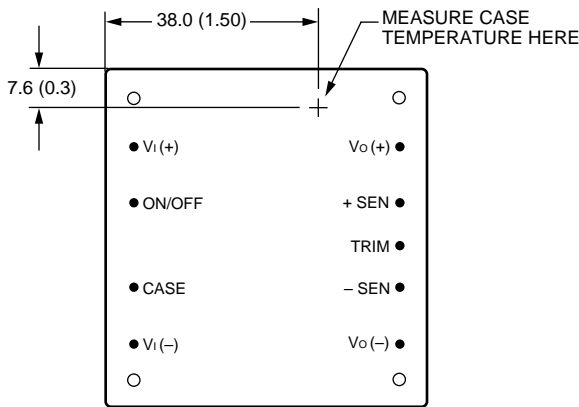 38.0 (1.50)
MEASURE CASE
TEMPERATURE HERE
7.6 (0.3)
VI (+)
VO (+)
ON/OFF
+ SEN
TRIM
CASE
– SEN
VI (–)
VO (–)